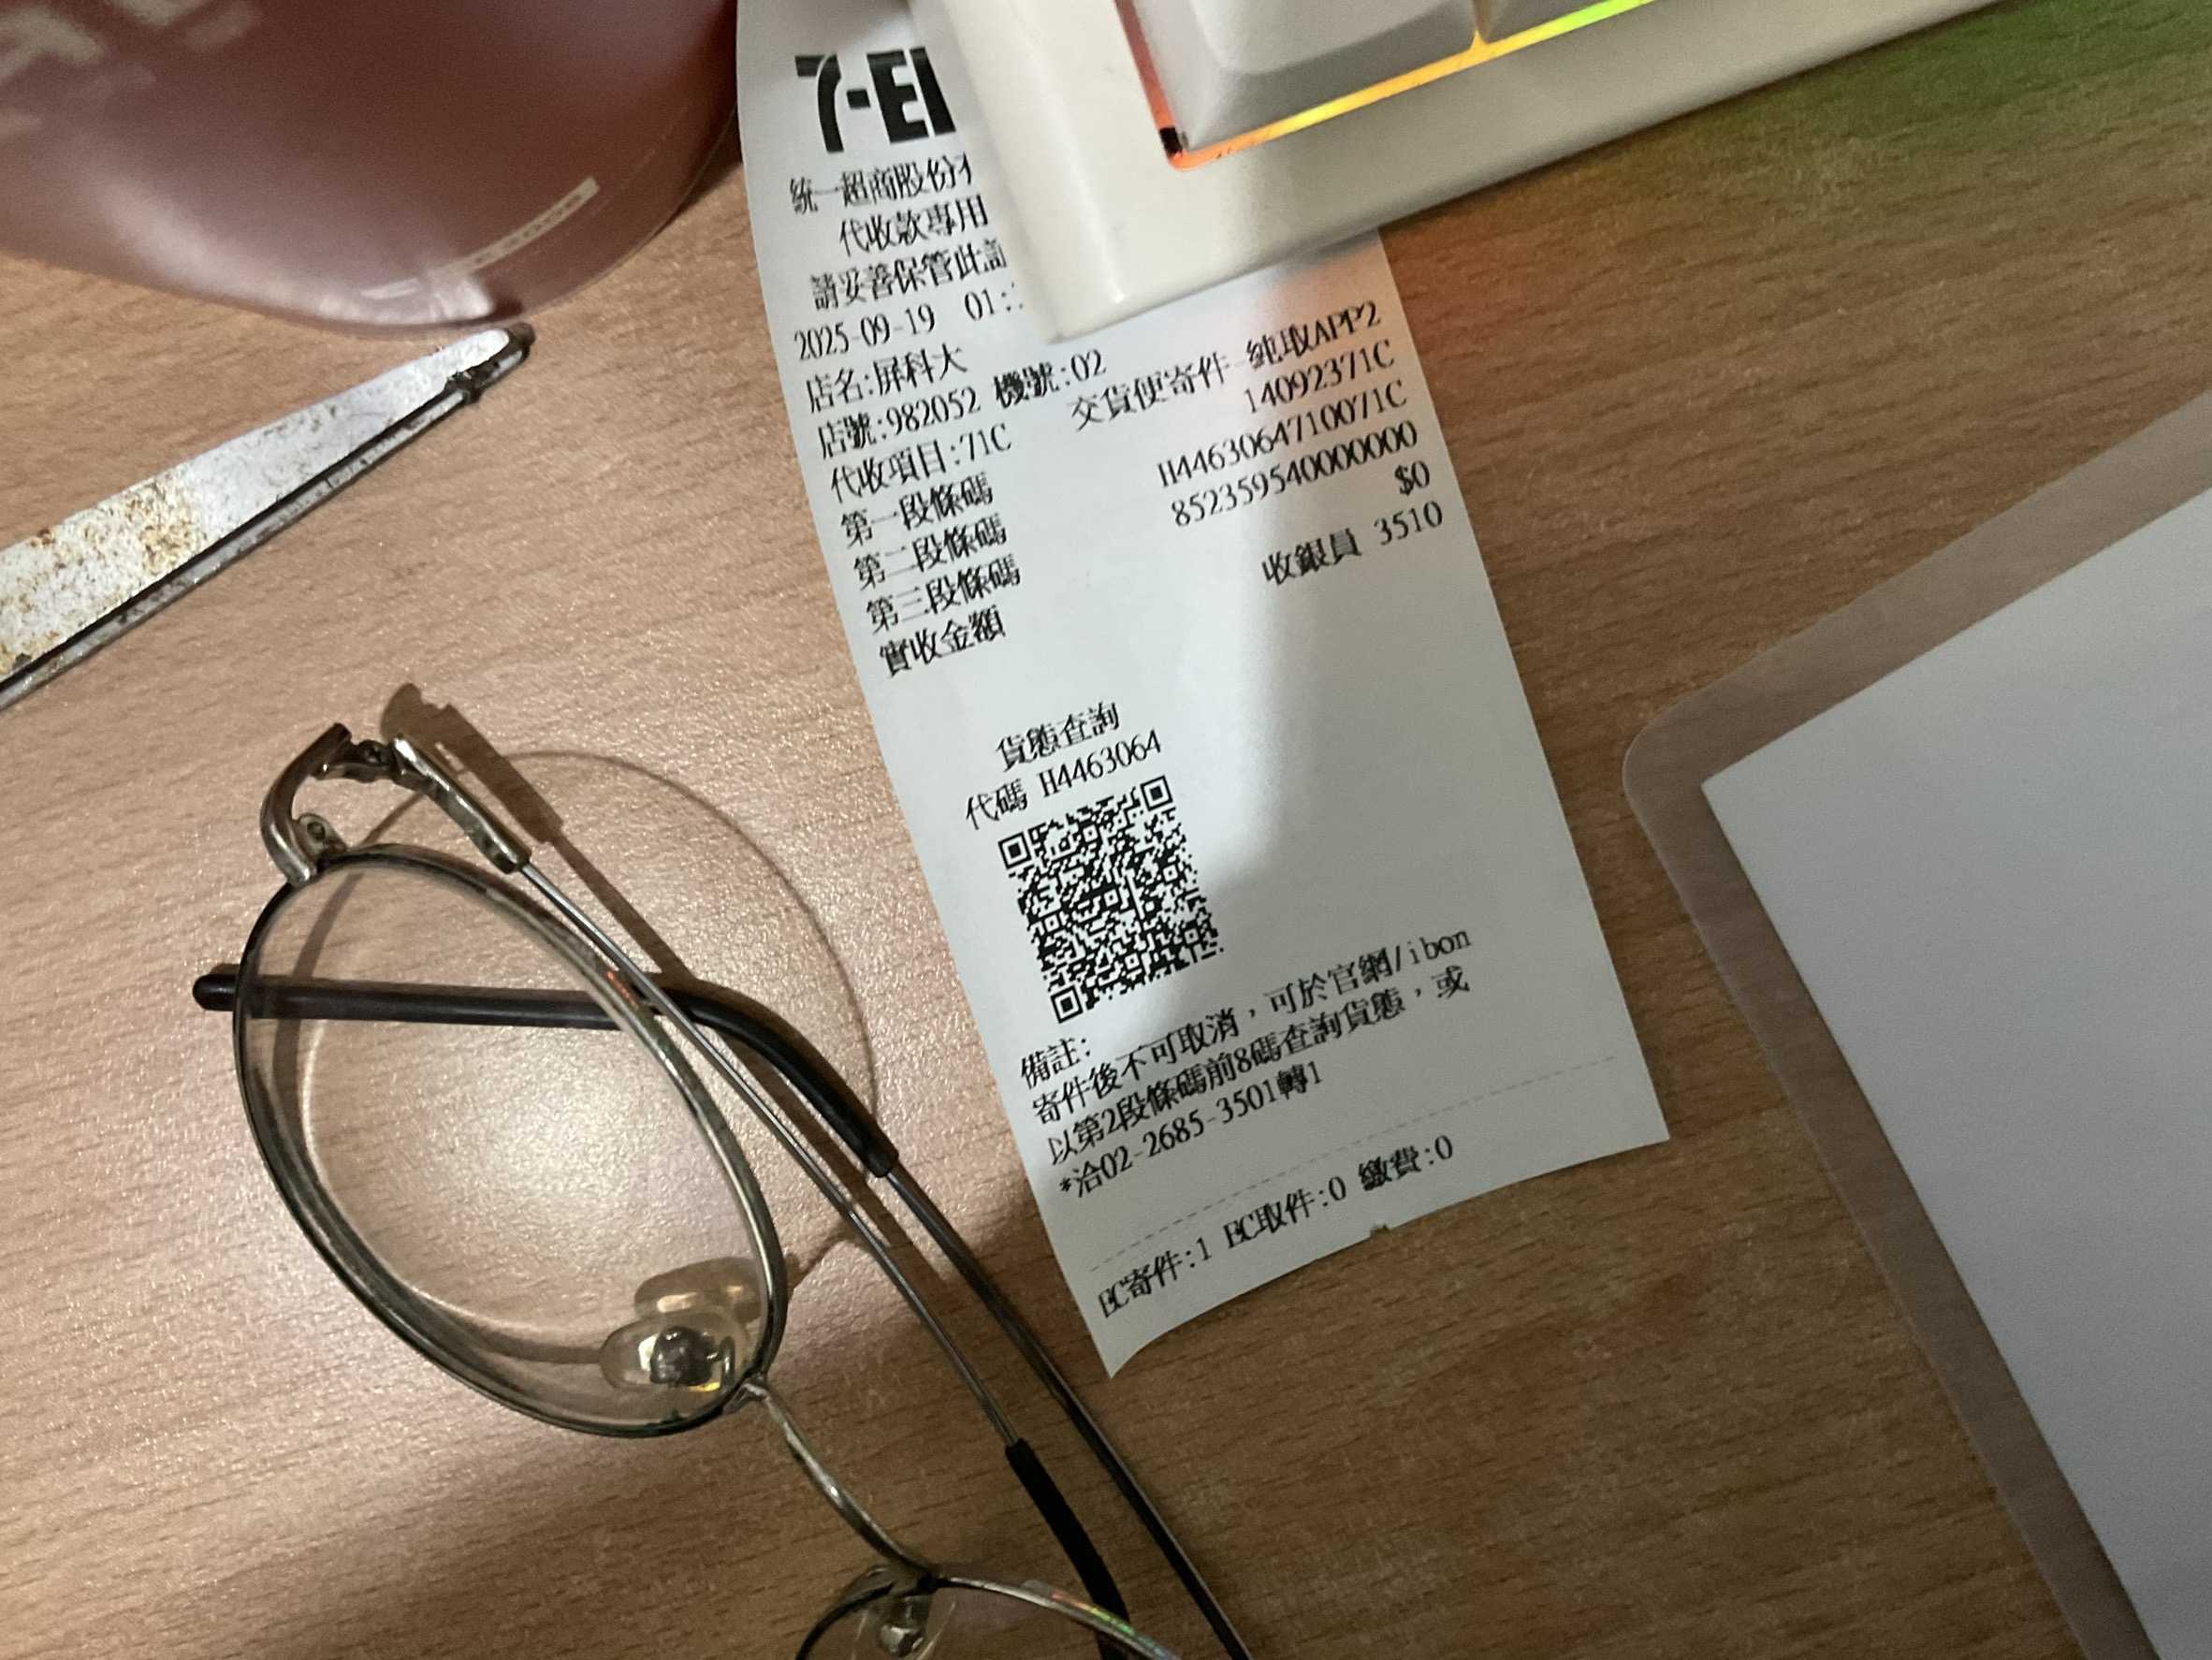 7-EL
統一超商股份有
代收款專用
請妥善保管此
2025-09-19 01:
店名:屏科大
店號:982052 機號:02
代收項目:71C 交貨便寄件-純取APP2
第一段條碼 14092371C
第二段條碼 H4463064710071C
第三段條碼 852359540000000
實收金額 $0
收銀員 3510
貨態查詢
代碼 H4463064
備註:
寄件後不可取消，可於官網/ibon
以第2段條碼前8碼查詢貨態，或
*洽02-2685-3501轉1
EC寄件:1 EC取件:0 繳費:0